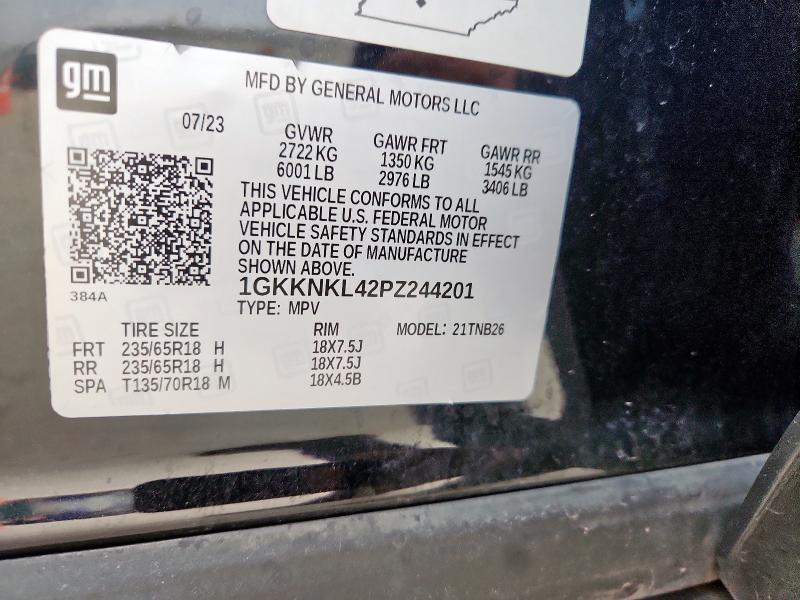 gm
MFD BY GENERAL MOTORS LLC
07/23
GVWR
2722 KG
6001 LB
GAWR FRT
1350 KG
2976 LB
GAWR RR
1545 KG
3406 LB
THIS VEHICLE CONFORMS TO ALL
APPLICABLE U.S. FEDERAL MOTOR
VEHICLE SAFETY STANDARDS IN EFFECT
ON THE DATE OF MANUFACTURE
SHOWN ABOVE.
384A
1GKKNKL42PZ244201
TYPE: MPV
TIRE SIZE RIM MODEL: 21TNB26
FRT 235/65R18 H 18X7.5J
RR 235/65R18 H 18X7.5J
SPA T135/70R18 M 18X4.5B